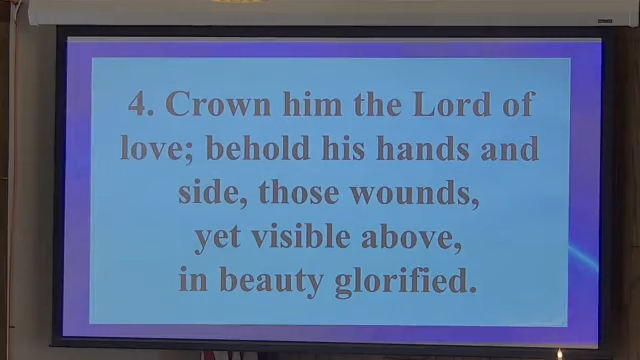 4. Crown him the Lord of
love; behold his hands and
side, those wounds,
yet visible above,
in beauty glorified.